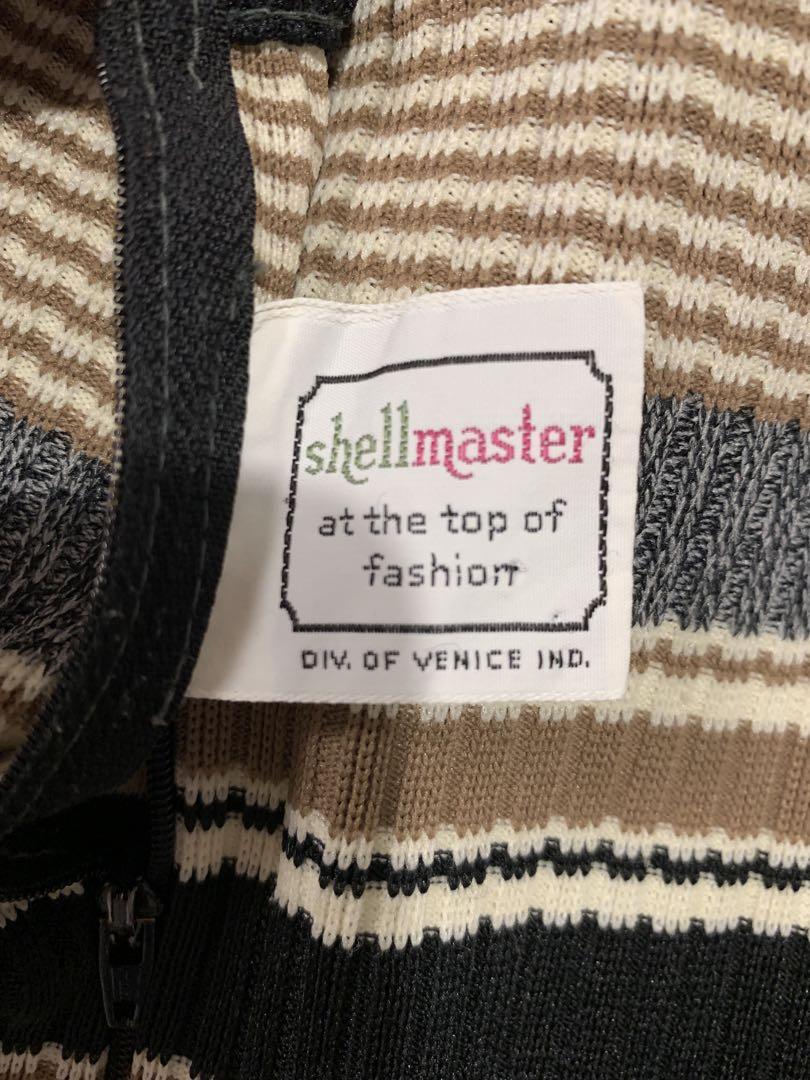 shellmaster
at the top of
fashion
DIV. OF VENICE IND.